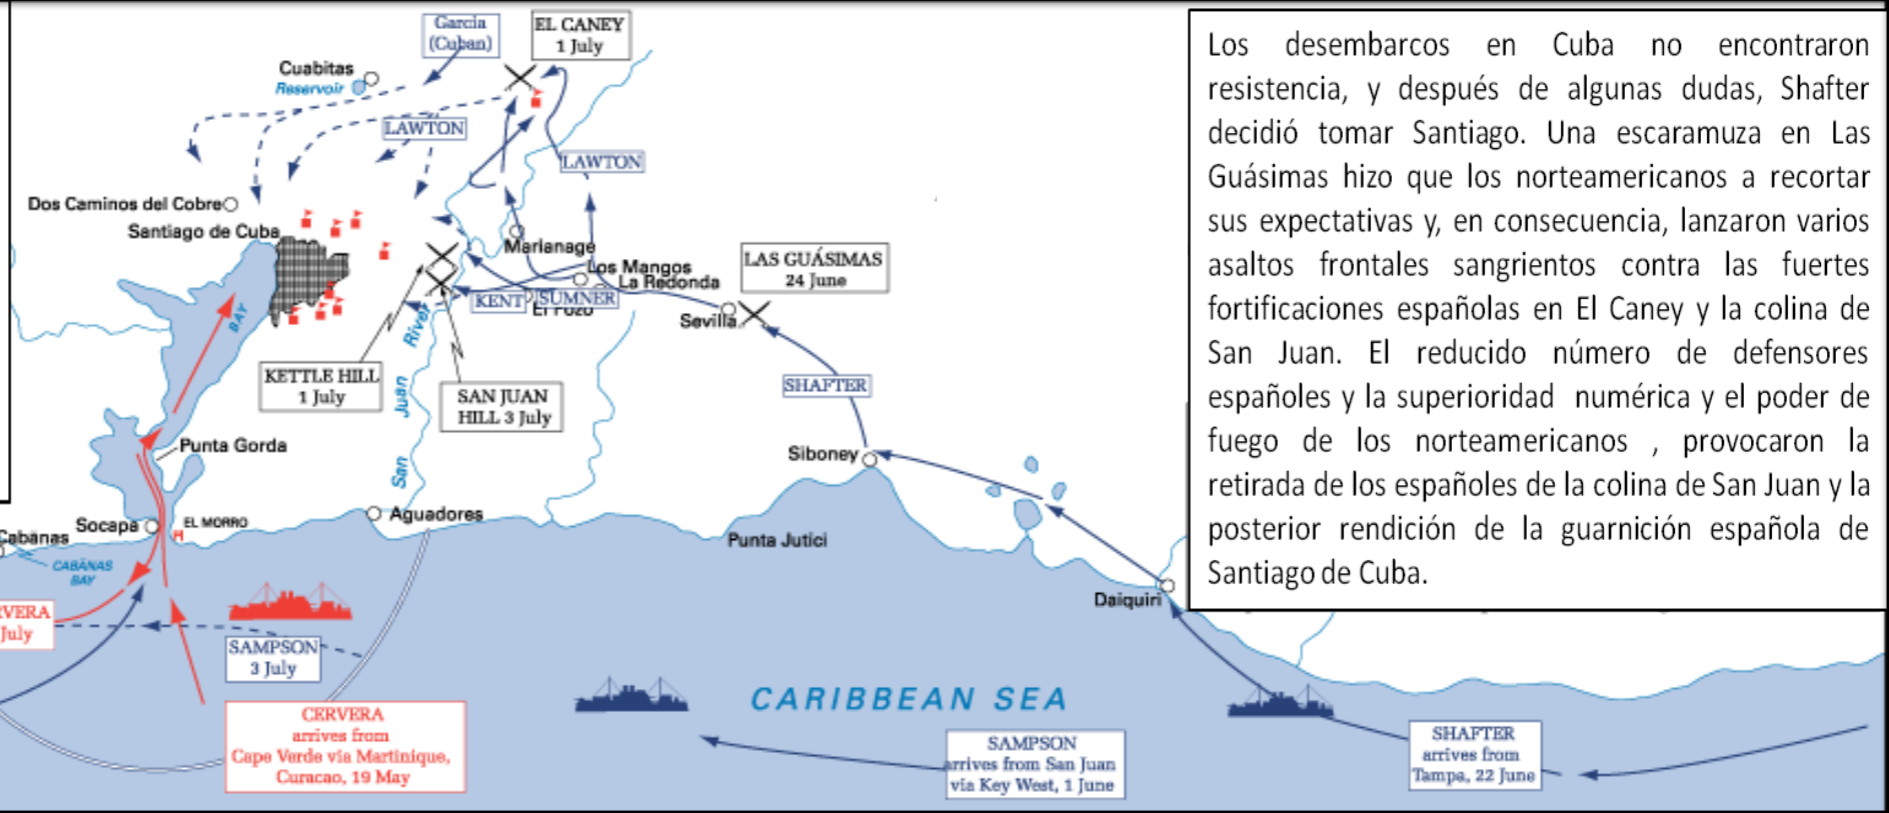 Garcia
(Cuban)
EL CANEY
1 July
Cuabitas
Reservoir
LAWTON
LAWTON
Dos Caminos del Cobre
Santiago de Cuba
Marianage
Los Mangos
La Redonda
LAS GUÁSIMAS
24 June
KENT
SUMNER
El Pozo
Sevilla
BAY
San Juan River
KETTLE HILL
1 July
SAN JUAN
HILL 3 July
SHAFTER
Punta Gorda
Siboney
Socapa
EL MORRO
H
Aguadores
Cabänas
CABÄNAS
BAY
Punta Jutici
Daiquiri
RVERA
July
SAMPSON
3 July
CERVERA
arrives from
Cape Verde via Martinique,
Curacao, 19 May
CARIBBEAN SEA
SAMPSON
arrives from San Juan
via Key West, 1 June
SHAFTER
arrives from
Tampa, 22 June
Los desembarcos en Cuba no encontraron
resistencia, y después de algunas dudas, Shafter
decidió tomar Santiago. Una escaramuza en Las
Guásimas hizo que los norteamericanos a recortar
sus expectativas y, en consecuencia, lanzaron varios
asaltos frontales sangrientos contra las fuertes
fortificaciones españolas en El Caney y la colina de
San Juan. El reducido número de defensores
españoles y la superioridad numérica y el poder de
fuego de los norteamericanos , provocaron la
retirada de los españoles de la colina de San Juan y la
posterior rendición de la guarnición española de
Santiago de Cuba.